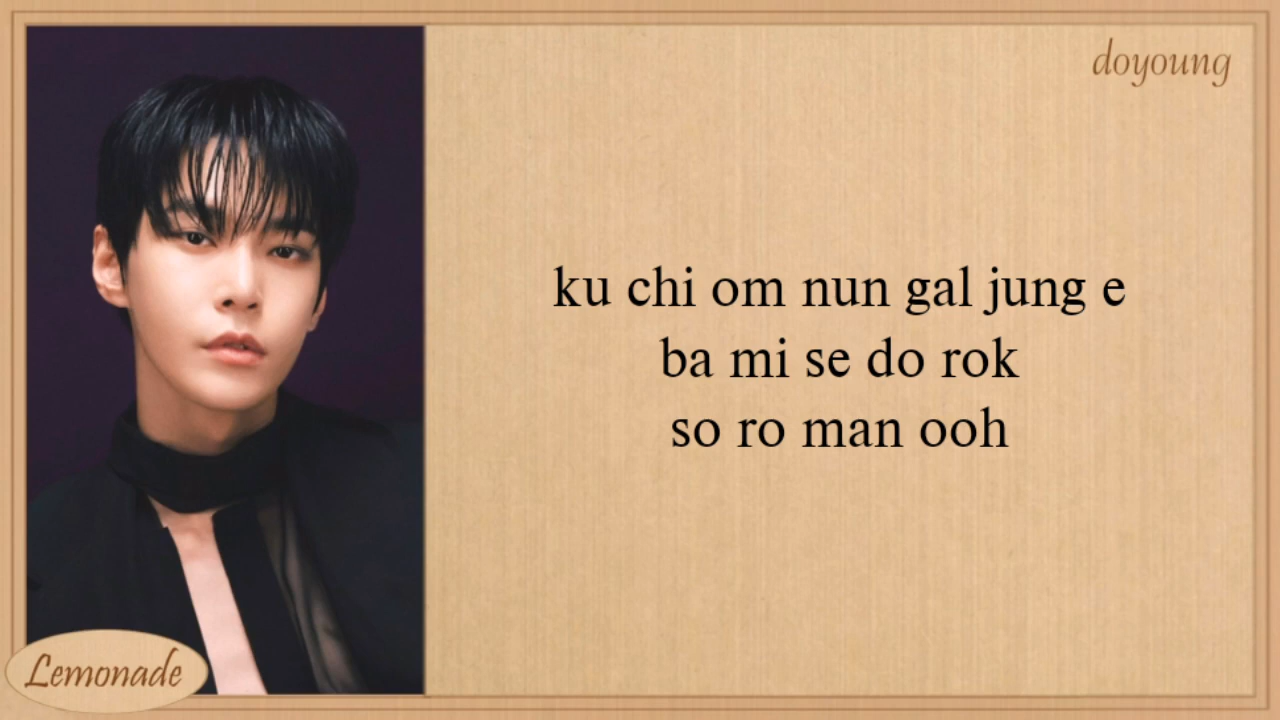 doyoung
ku chi om nun gal jung e
ba mi se do rok
so ro man ooh
Lemonade